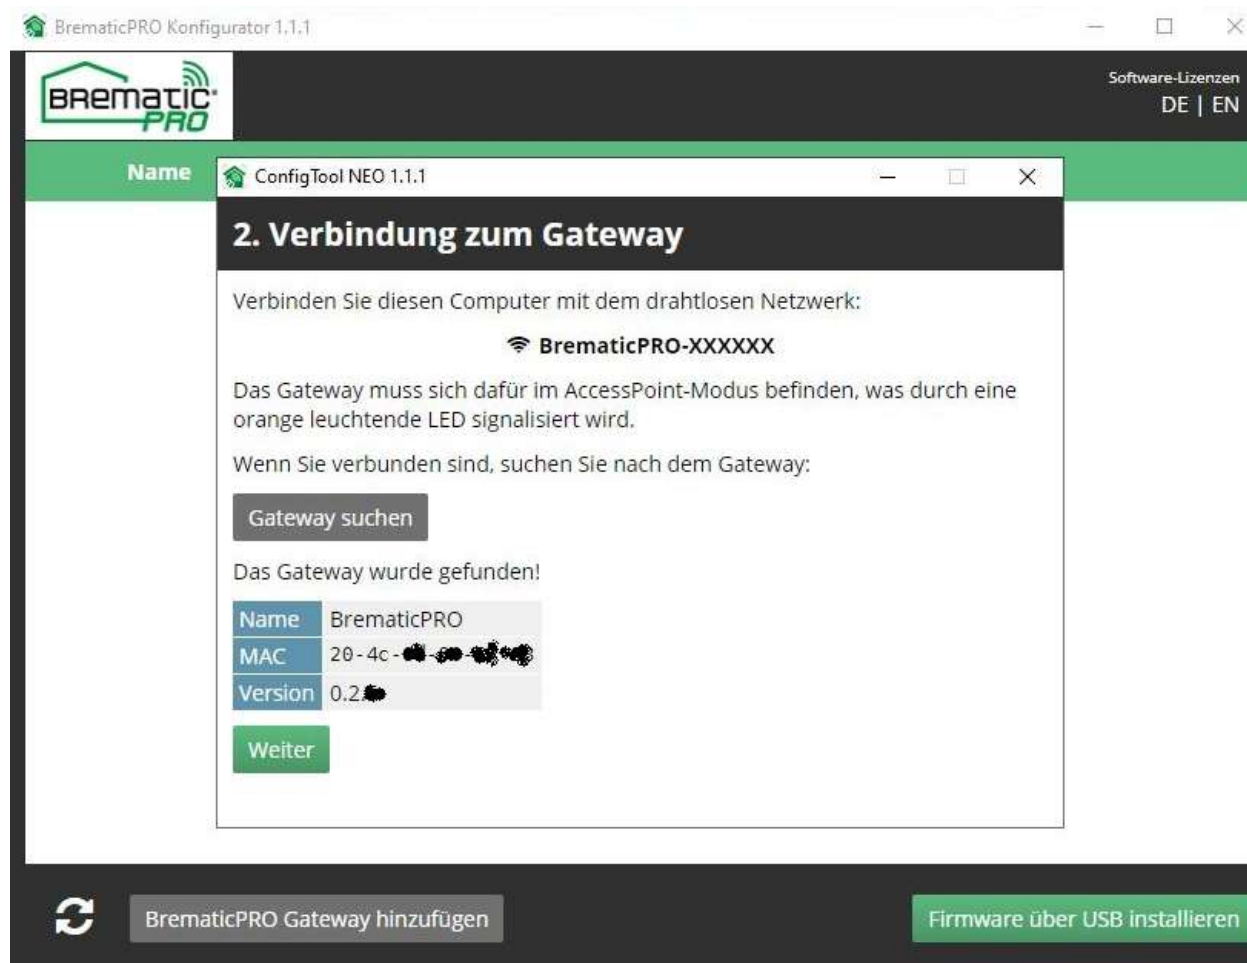 BrematicPRO Konfigurator 1.1.1
BRematic®
PRO
Software-Lizenzen
DE | EN
Name
ConfigTool NEO 1.1.1
2. Verbindung zum Gateway
Verbinden Sie diesen Computer mit dem drahtlosen Netzwerk:
BrematicPRO-XXXXXX
Das Gateway muss sich dafür im AccessPoint-Modus befinden, was durch eine
orange leuchtende LED signalisiert wird.
Wenn Sie verbunden sind, suchen Sie nach dem Gateway:
Gateway suchen
Das Gateway wurde gefunden!
Name BrematicPRO
MAC 20-4c-
Version 0.2
Weiter
BrematicPRO Gateway hinzufügen
Firmware über USB installieren